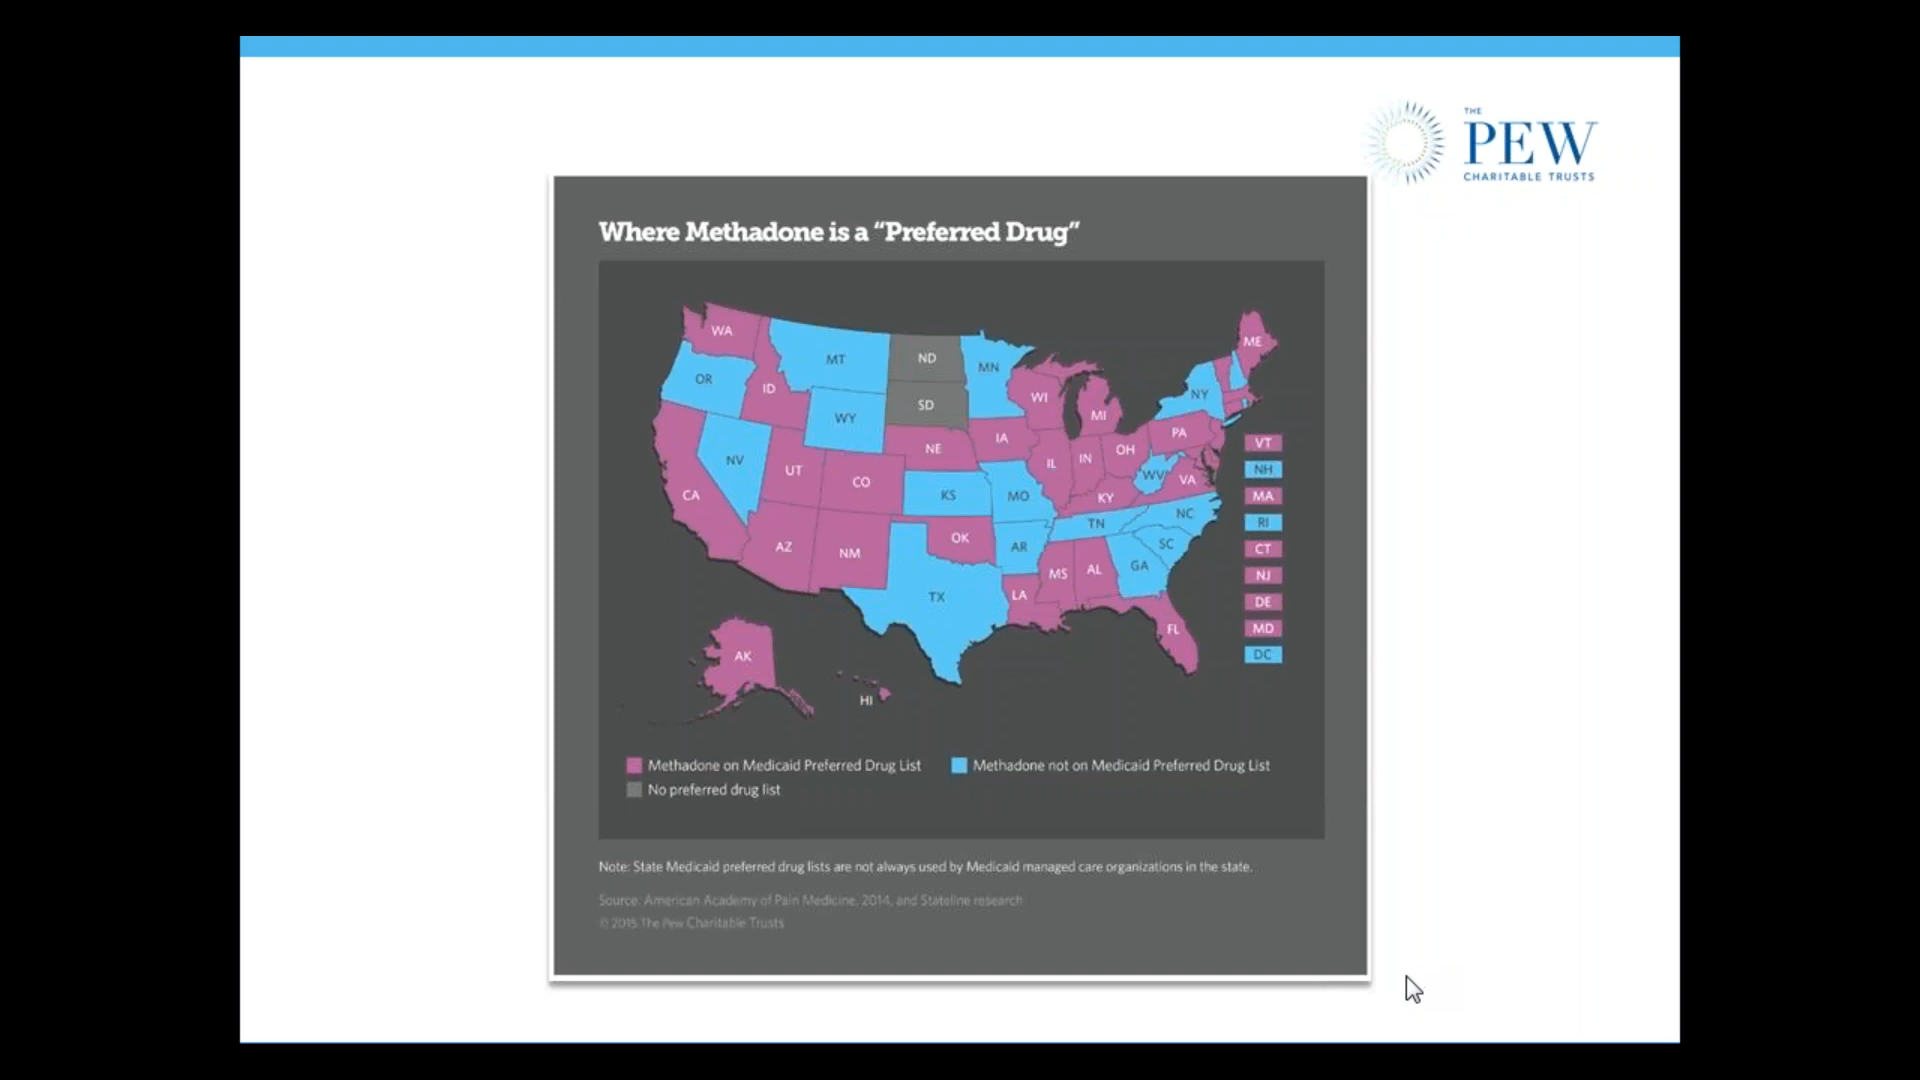 THE
PEW
CHARITABLE TRUSTS
Where Methadone is a “Preferred Drug”
WA
MT
ND
MN
ME
OR
ID
SD
WI
NY
WY
MI
NE
IA
PA
NV
UT
CO
IL
IN
OH
VT
CA
KS
MO
KY
WV
VA
NH
MA
AZ
NM
OK
AR
TN
NC
RI
SC
CT
TX
LA
MS
AL
GA
NJ
DE
AK
FL
MD
DC
HI
Methadone on Medicaid Preferred Drug List
Methadone not on Medicaid Preferred Drug List
No preferred drug list
Note: State Medicaid preferred drug lists are not always used by Medicaid managed care organizations in the state.
Source: American Academy of Pain Medicine, 2014, and Stateline research
© 2015 The Pew Charitable Trusts